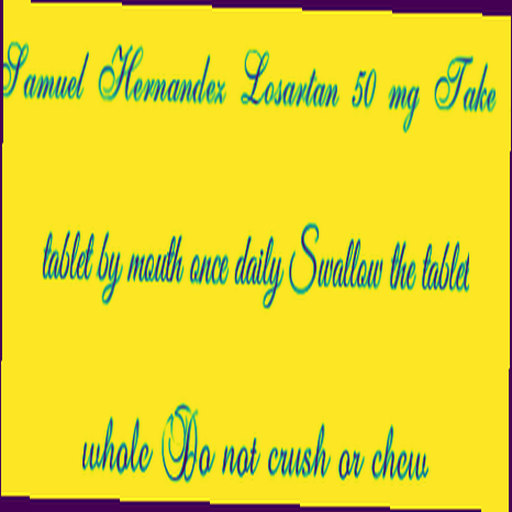 Samuel Hernandez Losartan 50 mg Take
tablet by mouth once daily Swallow the tablet
whole Do not crush or chew